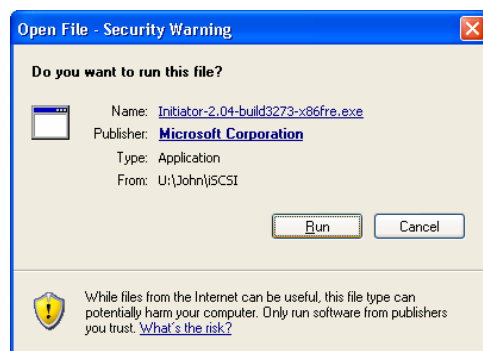 Open File - Security Warning
Do you want to run this file?
Name: Initiator-2.04-build3273-x86fre.exe
Publisher: Microsoft Corporation
Type: Application
From: U:\John\iSCSI
Run Cancel
While files from the Internet can be useful, this file type can
potentially harm your computer. Only run software from publishers
you trust. What's the risk?